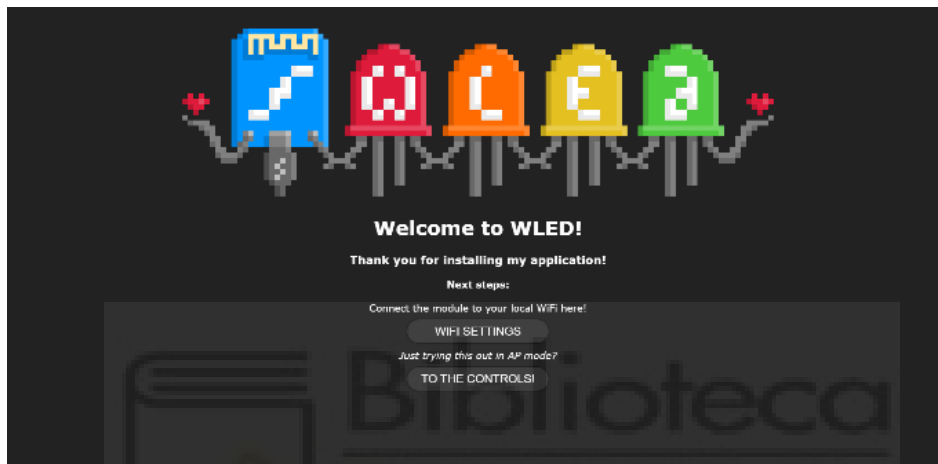 WLED
Welcome to WLED!
Thank you for installing my application!
Next steps:
Connect the module to your local WiFi here!
WIFI SETTINGS
Just trying this out in AP mode?
TO THE CONTROLS!
Biblioteca